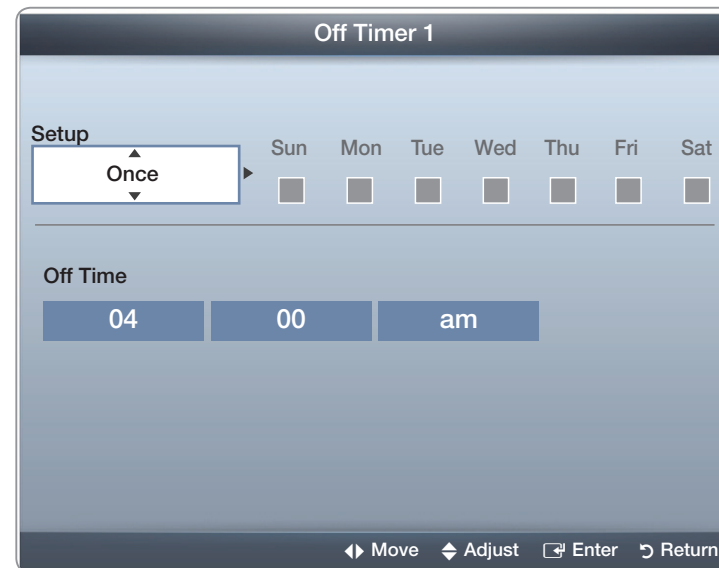 Off Timer 1
Setup
Once
Sun Mon Tue Wed Thu Fri Sat
Off Time
04 00 am
Move Adjust Enter Return